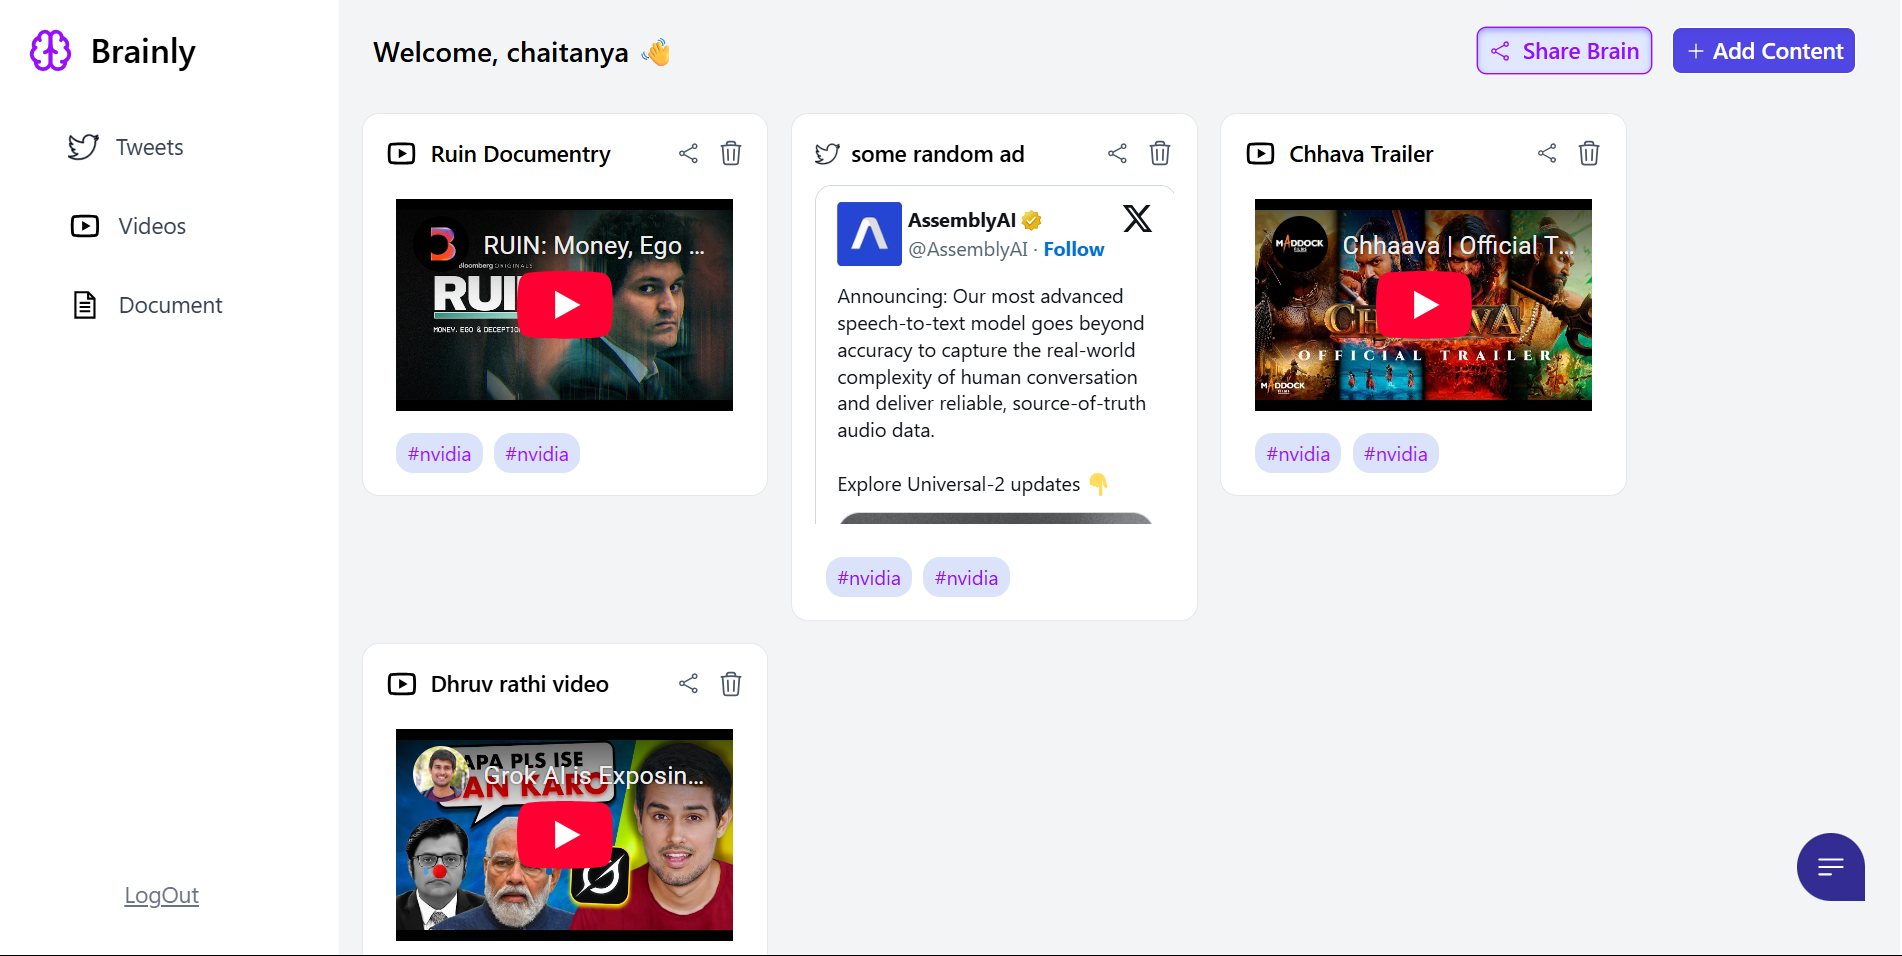 Brainly
Tweets
Videos
Document
LogOut
Welcome, chaitanya 👋
Share Brain
+ Add Content
Ruin Documentry
RUIN: Money, Ego ...
Bloomberg ORIGINALS
RUI
MONEY, EGO & DECEPTIO
#nvidia #nvidia
some random ad
AssemblyAI
@AssemblyAI · Follow
Announcing: Our most advanced
speech-to-text model goes beyond
accuracy to capture the real-world
complexity of human conversation
and deliver reliable, source-of-truth
audio data.
Explore Universal-2 updates 👇
#nvidia #nvidia
Chhava Trailer
MADDOCK
FILMS
Chhaava | Official T...
OFFICIAL TRAILER
MADDOCK
FILMS
#nvidia #nvidia
Dhruv rathi video
Grok AI is Exposin...
APA PLS ISE
AN KARO